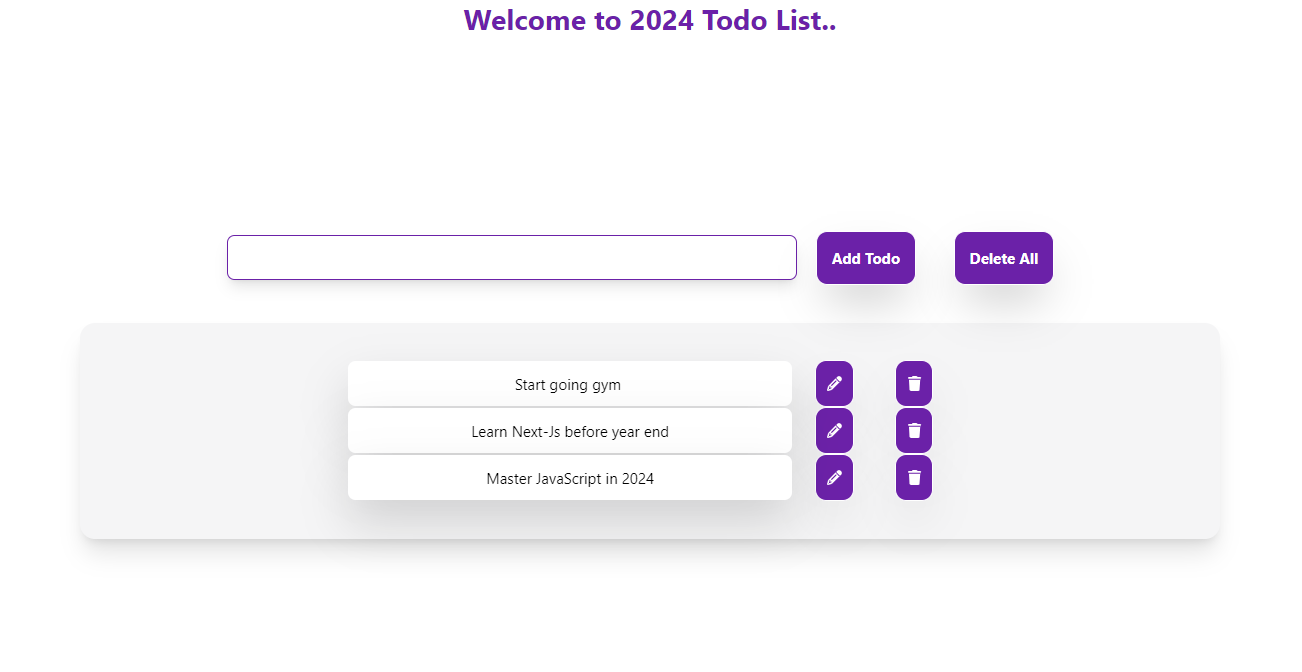 Welcome to 2024 Todo List..
Add Todo
Delete All
Start going gym
Learn Next-Js before year end
Master JavaScript in 2024